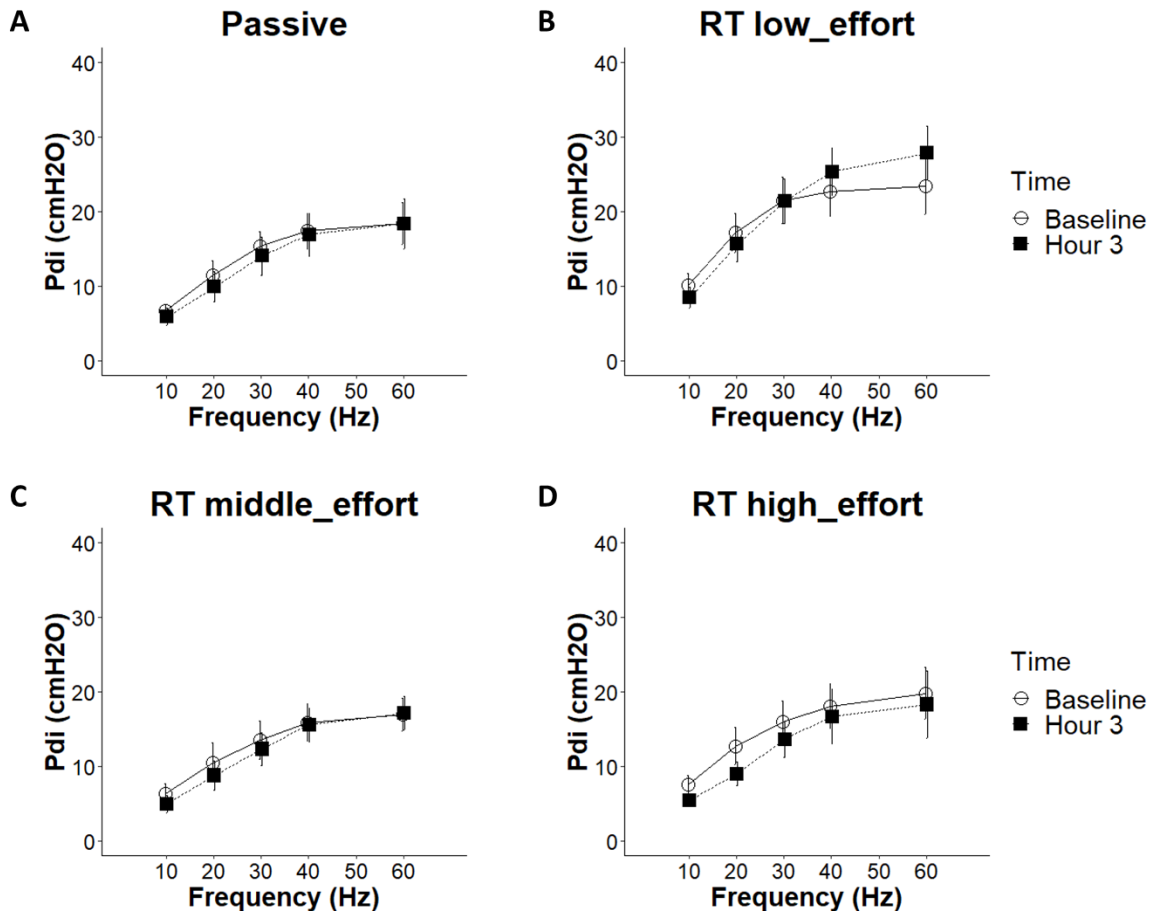 A
Passive
Pdi (cmH2O)
40
30
20
10
0
10 20 30 40 50 60
Frequency (Hz)
B
RT low_effort
Pdi (cmH2O)
40
30
20
10
0
10 20 30 40 50 60
Frequency (Hz)
Time
Baseline
Hour 3
C
RT middle_effort
Pdi (cmH2O)
40
30
20
10
0
10 20 30 40 50 60
Frequency (Hz)
D
RT high_effort
Pdi (cmH2O)
40
30
20
10
0
10 20 30 40 50 60
Frequency (Hz)
Time
Baseline
Hour 3